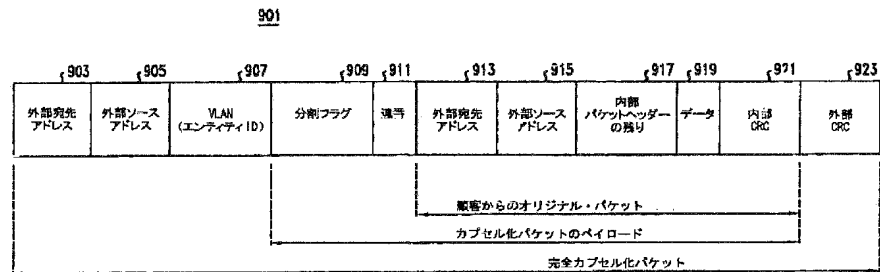 901
903
905
907
909
911
913
915
917
919
921
923
外部宛先
アドレス
外部ソース
アドレス
VLAN
(エンティティID)
分割フラグ
連番
外部宛先
アドレス
外部ソース
アドレス
内部
パケットヘッダー
の残り
データ
内部
CRC
外部
CRC
顧客からのオリジナル・パケット
カプセル化パケットのペイロード
完全カプセル化パケット